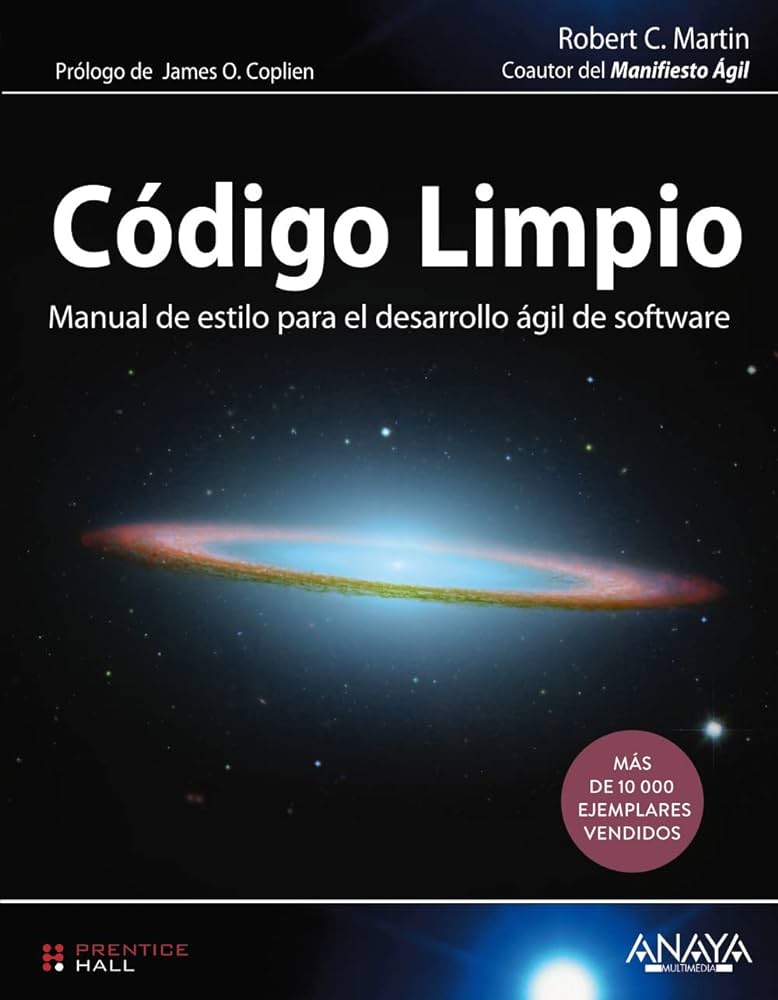 Robert C. Martin
Prólogo de James O. Coplien
Coautor del Manifiesto Ágil
Código Limpio
Manual de estilo para el desarrollo ágil de software
MÁS
DE 10 000
EJEMPLARES
VENDIDOS
PRENTICE
HALL
ANAYA
MULTIMEDIA